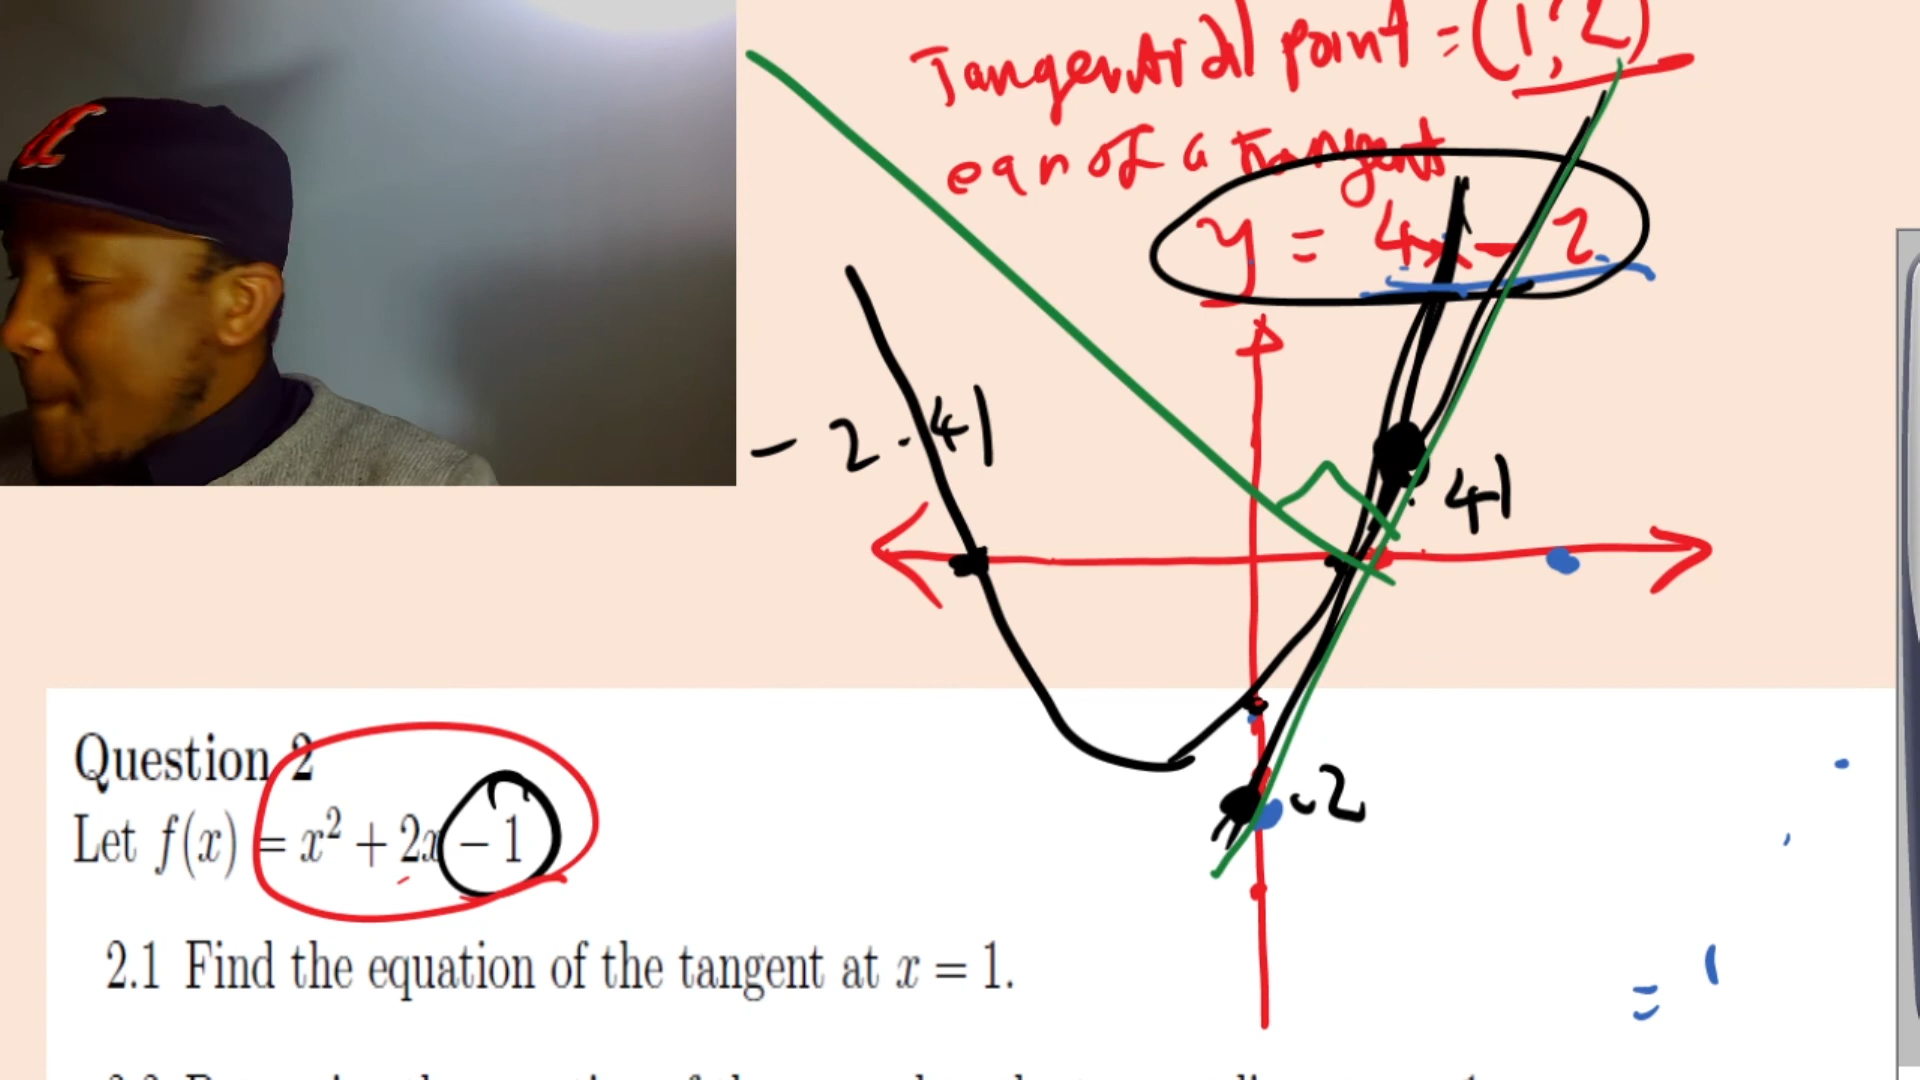 Tangential point = (1; 2)
eqn of a tangent
y = 4x - 2
- 2.41
.41
-2
Question 2
Let f(x) = x² + 2x - 1
2.1 Find the equation of the tangent at x = 1.
=